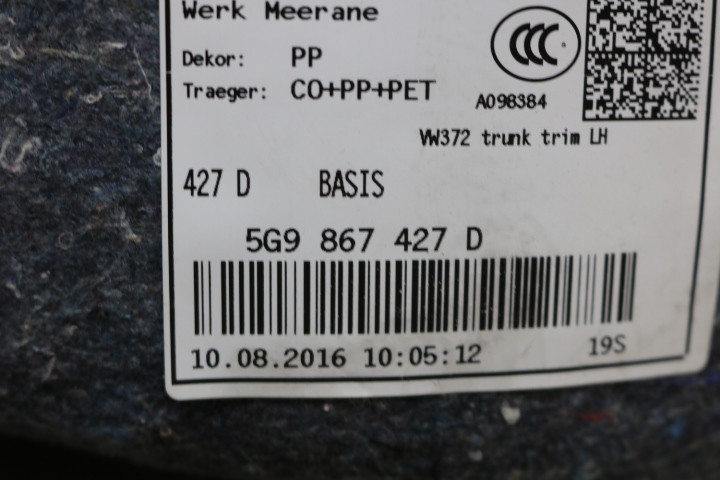 Werk Meerane
Dekor: PP
Traeger: CO+PP+PET
CCC
A098384
VW372 trunk trim LH
427 D BASIS
5G9 867 427 D
10.08.2016 10:05:12
19S